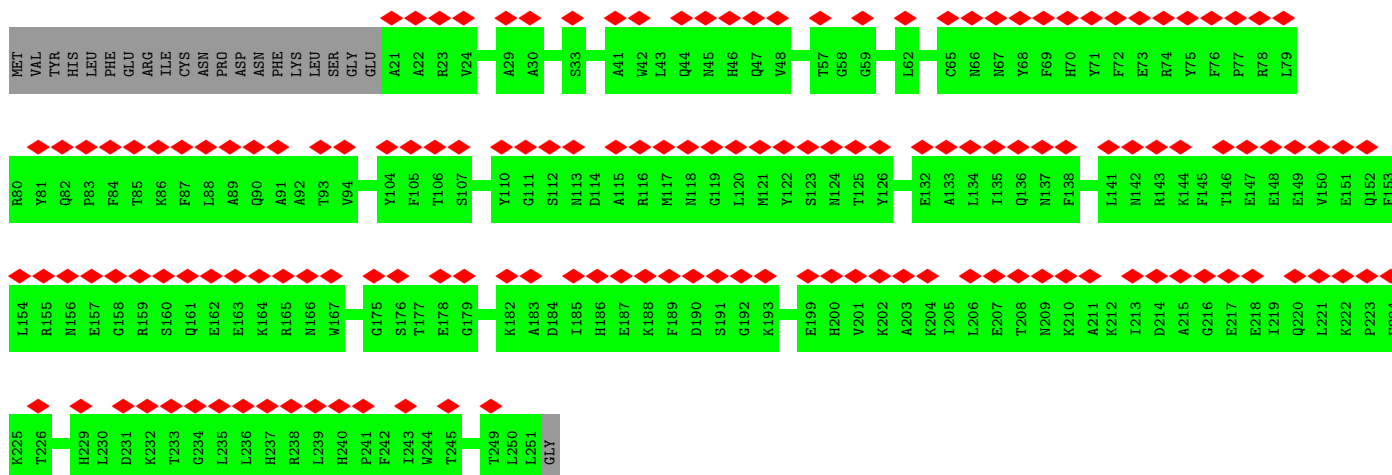 MET VAL TYR HIS LEU PHE GLU ARG ILE CYS ASN PRO ASP ASN PHE LYS LEU SER GLY GLU A21 A22 R23 V24 A29 A30 S33 A41 W42 L43 Q44 N45 H46 Q47 V48 T57 G58 G59 L62 C65 N66 N67 Y68 F69 H70 Y71 F72 E73 R74 Y75 F76 P77 R78 L79
R80 Y81 Q82 P83 F84 T85 K86 F87 L88 A89 Q90 A91 A92 T93 V94 Y104 F105 T106 S107 Y110 G111 S112 N113 D114 A115 R116 M117 N118 G119 L120 M121 Y122 S123 N124 T125 Y126 E132 A133 L134 I135 Q136 N137 F138 L141 N142 R143 K144 F145 T146 E147 E148 E149 V150 E151 Q152 F153
L154 R155 N156 E157 G158 R159 S160 Q161 E162 E163 K164 R165 N166 W167 G175 S176 T177 E178 G179 K182 A183 D184 I185 H186 E187 K188 F189 D190 S191 G192 K193 E199 H200 V201 K202 A203 K204 I205 L206 E207 T208 N209 K210 A211 K212 I213 D214 A215 G216 E217 E218 I219 Q220 L221 K222 P223
K225 T226 H229 L230 D231 K232 T233 G234 L235 L236 H237 R238 L239 H240 P241 F242 I243 W244 T245 T249 L250 L251 GLY